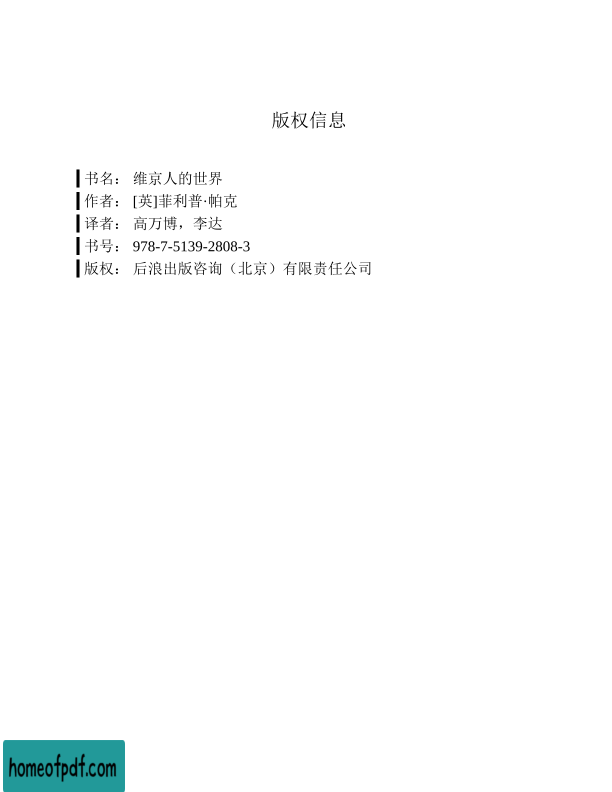 版权信息
书名： 维京人的世界
作者： [英]菲利普·帕克
译者： 高万博，李达
书号： 978-7-5139-2808-3
版权： 后浪出版咨询（北京）有限责任公司
homeofpdf.com